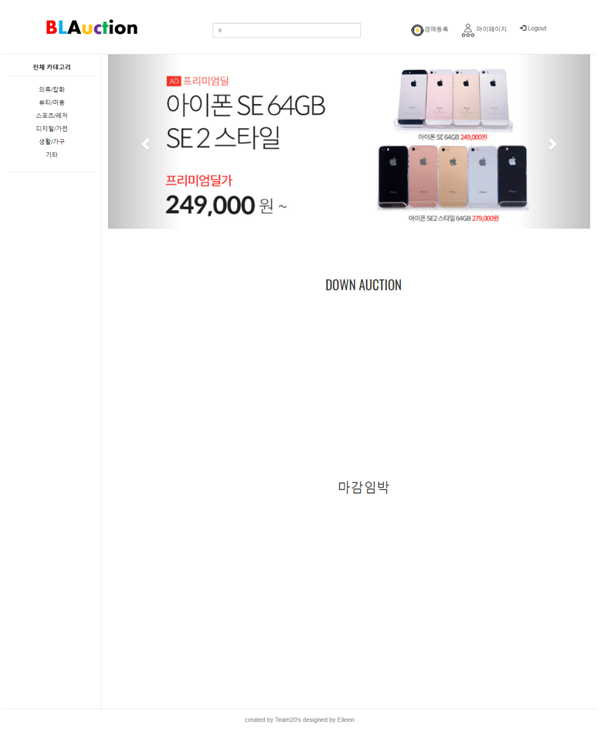 BLAuction
#
경매등록
마이페이지
Logout
전체 카테고리
의류/잡화
뷰티/미용
스포츠/레저
디지털/가전
생활/가구
기타
AD 프리미엄딜
아이폰 SE 64GB
SE 2 스타일
프리미엄딜가
249,000 원 ~
아이폰 SE 64GB 249,000원
아이폰 SE2 스타일 64GB 279,000원
DOWN AUCTION
마감임박
created by Team20's designed by Eileen